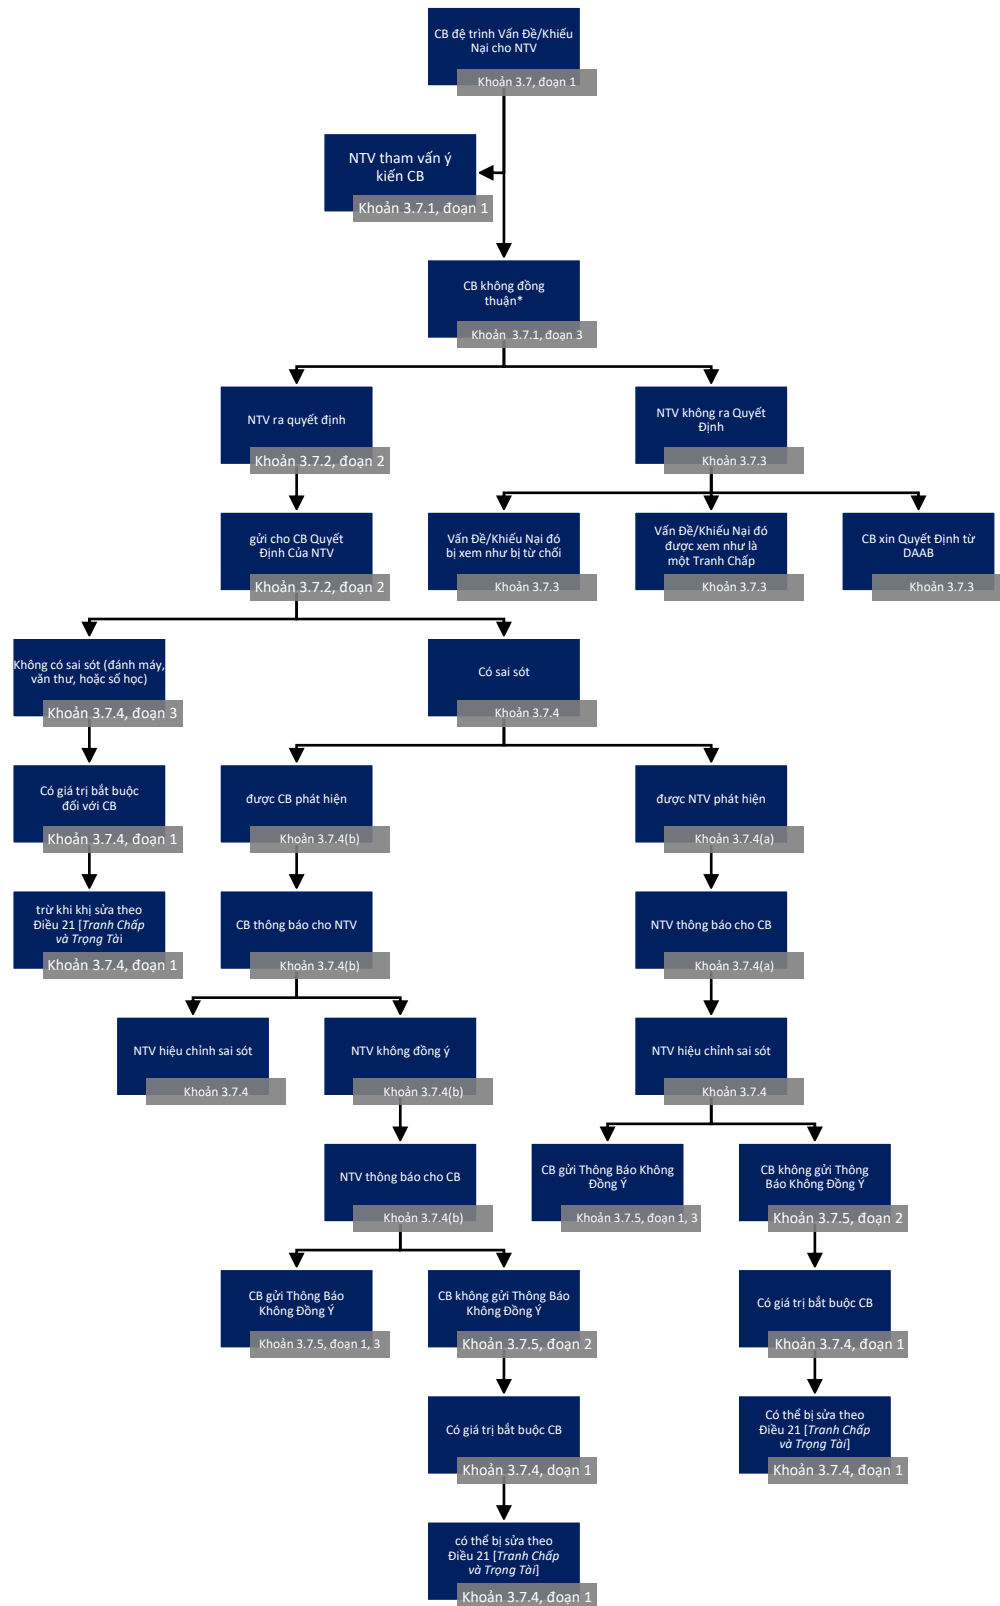 CB đệ trình Vấn Đề/Khiếu
Nại cho NTV
Khoản 3.7, đoạn 1
NTV tham vấn ý
kiến CB
Khoản 3.7.1, đoạn 1
CB không đồng
thuận*
Khoản 3.7.1, đoạn 3
NTV ra quyết định
Khoản 3.7.2, đoạn 2
NTV không ra Quyết
Định
Khoản 3.7.3
gửi cho CB Quyết
Định Của NTV
Khoản 3.7.2, đoạn 2
Vấn Đề/Khiếu Nại đó
bị xem như bị từ chối
Khoản 3.7.3
Vấn Đề/Khiếu Nại đó
được xem như là
một Tranh Chấp
Khoản 3.7.3
CB xin Quyết Định từ
DAAB
Khoản 3.7.3
Không có sai sót (đánh máy,
văn thư, hoặc số học)
Khoản 3.7.4, đoạn 3
Có sai sót
Khoản 3.7.4
Có giá trị bắt buộc
đối với CB
Khoản 3.7.4, đoạn 1
được CB phát hiện
Khoản 3.7.4(b)
được NTV phát hiện
Khoản 3.7.4(a)
trừ khi khị sửa theo
Điều 21 [Tranh Chấp
và Trọng Tài
Khoản 3.7.4, đoạn 1
CB thông báo cho NTV
Khoản 3.7.4(b)
NTV thông báo cho CB
Khoản 3.7.4(a)
NTV hiệu chỉnh sai sót
Khoản 3.7.4
NTV không đồng ý
Khoản 3.7.4(b)
NTV hiệu chỉnh sai sót
Khoản 3.7.4
NTV thông báo cho CB
Khoản 3.7.4(b)
CB gửi Thông Báo Không
Đồng Ý
Khoản 3.7.5, đoạn 1, 3
CB không gửi Thông
Báo Không Đồng Ý
Khoản 3.7.5, đoạn 2
CB gửi Thông Báo
Không Đồng Ý
Khoản 3.7.5, đoạn 1, 3
CB không gửi Thông Báo
Không Đồng Ý
Khoản 3.7.5, đoạn 2
Có giá trị bắt buộc CB
Khoản 3.7.4, đoạn 1
Có giá trị bắt buộc CB
Khoản 3.7.4, doạn 1
Có thể bị sửa theo
Điều 21 [Tranh Chấp
và Trọng Tài]
Khoản 3.7.4, đoạn 1
có thể bị sửa theo
Điều 21 [Tranh Chấp
và Trọng Tài]
Khoản 3.7.4, đoạn 1